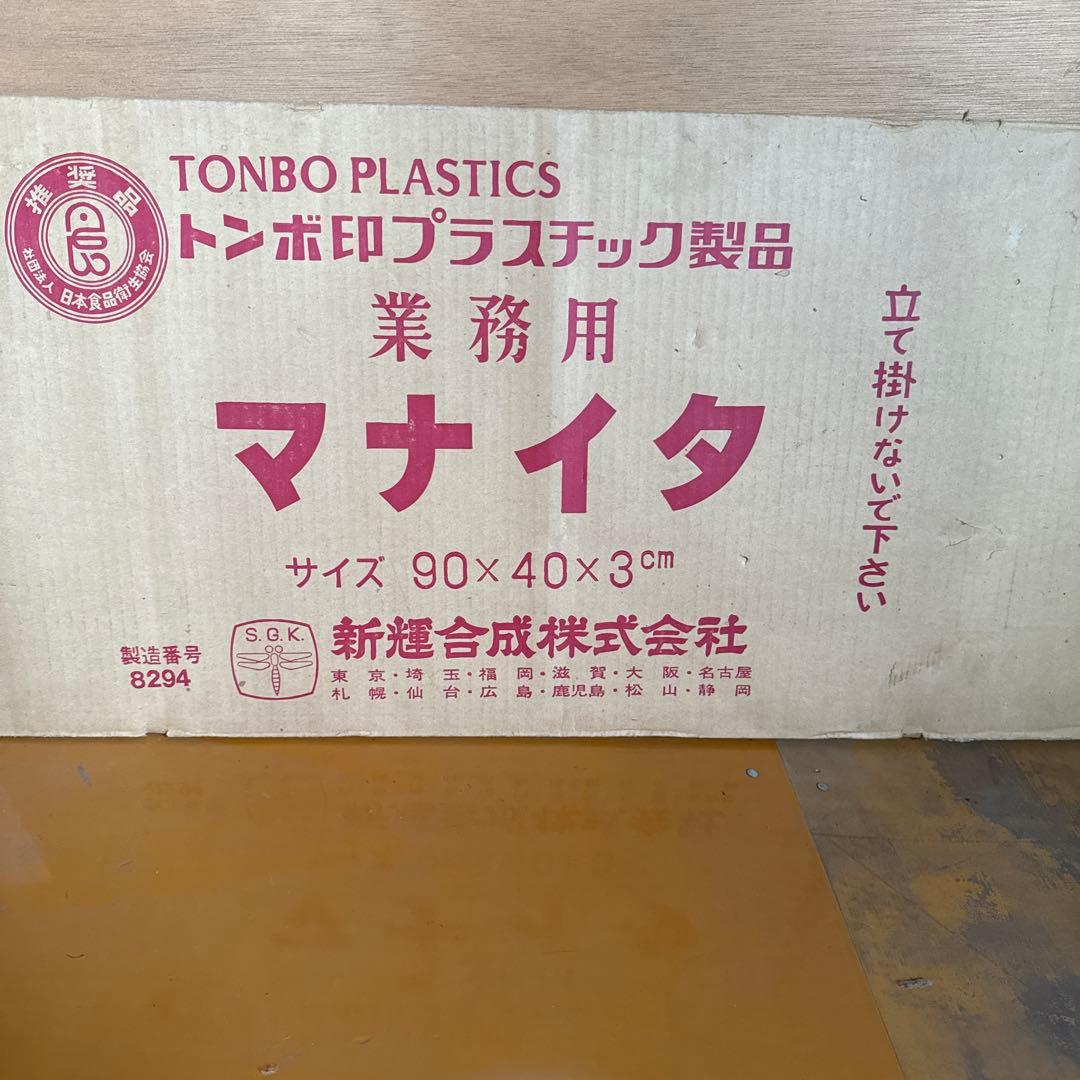 推奨品
社団法人 日本食品衛生協会
TONBO PLASTICS
トンボ印プラスチック製品
業務用
マナイタ
サイズ 90×40×3cm
立て掛けないで下さい
製造番号
8294
S.G.K.
新輝合成株式会社
東京・埼玉・福岡・滋賀・大阪・名古屋
札幌・仙台・広島・鹿児島・松山・静岡